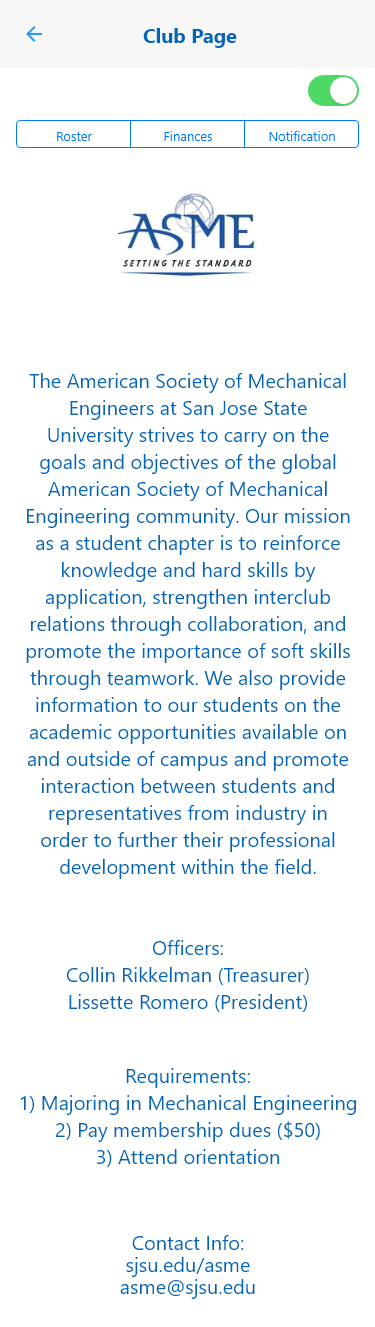 Club Page
Roster
Finances
Notification
ASME
SETTING THE STANDARD
The American Society of Mechanical
Engineers at San Jose State
University strives to carry on the
goals and objectives of the global
American Society of Mechanical
Engineering community. Our mission
as a student chapter is to reinforce
knowledge and hard skills by
application, strengthen interclub
relations through collaboration, and
promote the importance of soft skills
through teamwork. We also provide
information to our students on the
academic opportunities available on
and outside of campus and promote
interaction between students and
representatives from industry in
order to further their professional
development within the field.
Officers:
Collin Rikkelman (Treasurer)
Lissette Romero (President)
Requirements:
1) Majoring in Mechanical Engineering
2) Pay membership dues ($50)
3) Attend orientation
Contact Info:
sjsu.edu/asme
asme@sjsu.edu